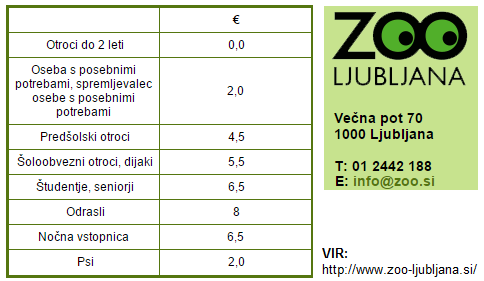 €
Otroci do 2 leti 0,0
Oseba s posebnimi
potrebami, spremljevalec
osebe s posebnimi
potrebami 2,0
Predšolski otroci 4,5
Šoloobvezni otroci, dijaki 5,5
Študentje, seniorji 6,5
Odrasli 8
Nočna vstopnica 6,5
Psi 2,0
ZOO
LJUBLJANA
Večna pot 70
1000 Ljubljana
T: 01 2442 188
E: info@zoo.si
VIR:
http://www.zoo-ljubljana.si/